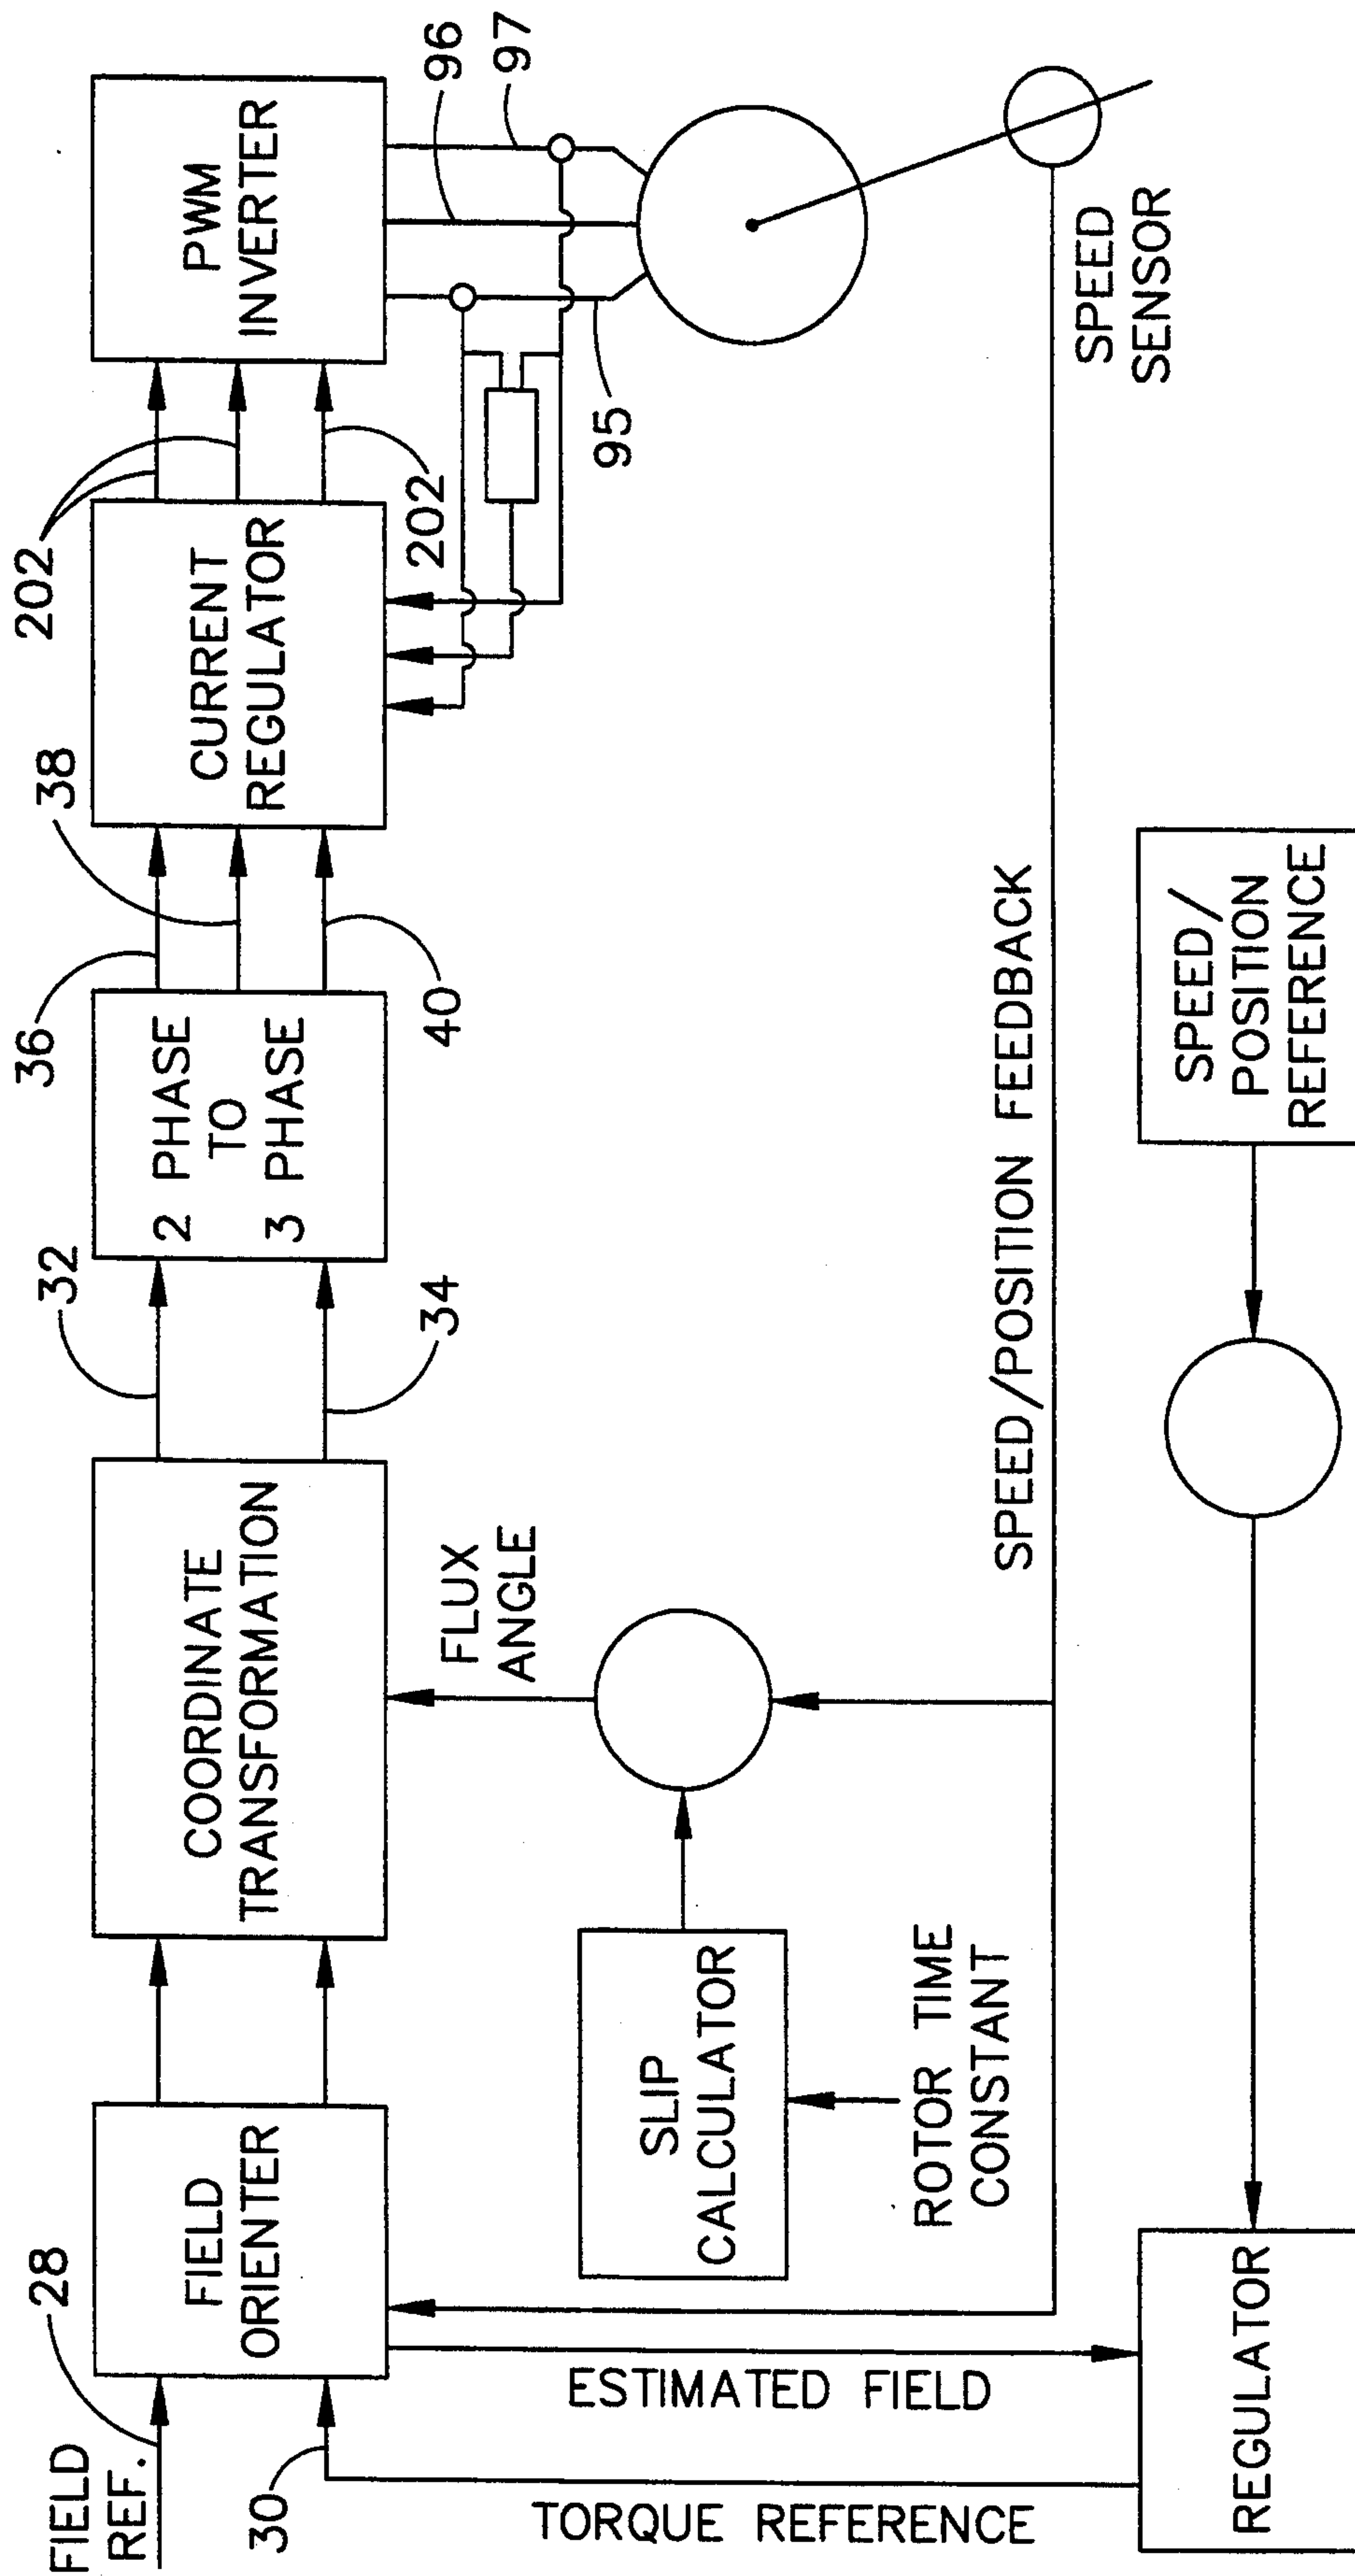 FIELD
REF.
28
30
FIELD
ORIENTER
COORDINATE
TRANSFORMATION
32
34
2 PHASE
TO
3 PHASE
36
38
40
CURRENT
REGULATOR
202
202
PWM
INVERTER
95
96
97
FLUX
ANGLE
SLIP
CALCULATOR
ROTOR TIME
CONSTANT
SPEED
SENSOR
SPEED/POSITION FEEDBACK
ESTIMATED FIELD
TORQUE REFERENCE
REGULATOR
SPEED/
POSITION
REFERENCE